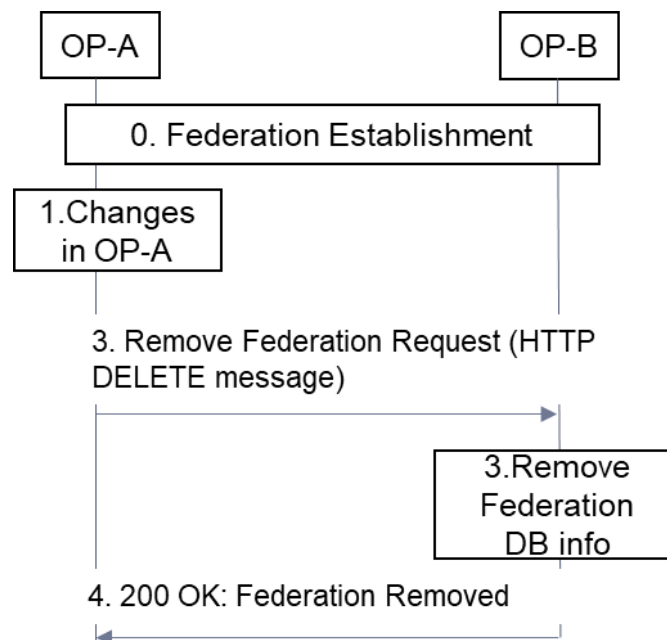 OP-A
OP-B
0. Federation Establishment
1.Changes
in OP-A
3. Remove Federation Request (HTTP
DELETE message)
3.Remove
Federation
DB info
4. 200 OK: Federation Removed